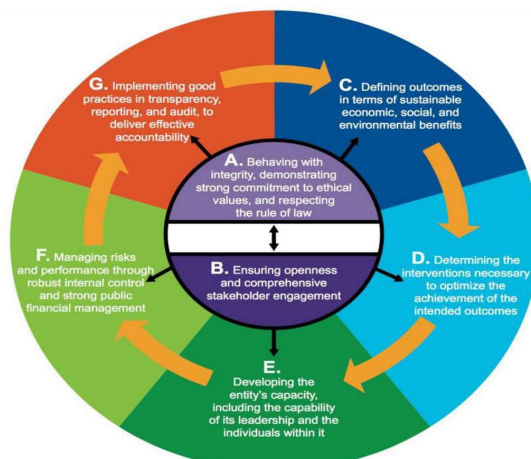 G. Implementing good
practices in transparency,
reporting, and audit, to
deliver effective
accountability
C. Defining outcomes
in terms of sustainable
economic, social, and
environmental benefits
A. Behaving with
integrity, demonstrating
strong commitment to ethical
values, and respecting
the rule of law
B. Ensuring openness
and comprehensive
stakeholder engagement
F. Managing risks
and performance through
robust internal control
and strong public
financial management
D. Determining the
interventions necessary
to optimize the
achievement of the
intended outcomes
E.
Developing the
entity's capacity,
including the capability
of its leadership and the
individuals within it